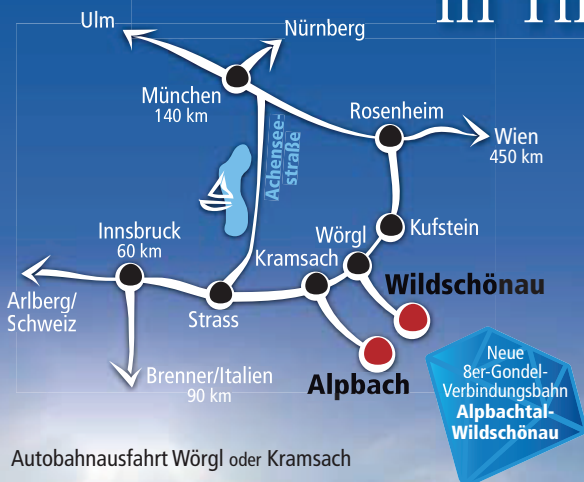 Ulm
Nürnberg
München
140 km
Rosenheim
Wien
450 km
Achensee-
straße
Innsbruck
60 km
Wörgl
Kufstein
Kramsach
Wildschönau
Arlberg/
Schweiz
Strass
Brenner/Italien
90 km
Alpbach
Neue
8er-Gondel-
Verbindungsbahn
Alpbachtal-
Wildschönau
Autobahnausfahrt Wörgl oder Kramsach